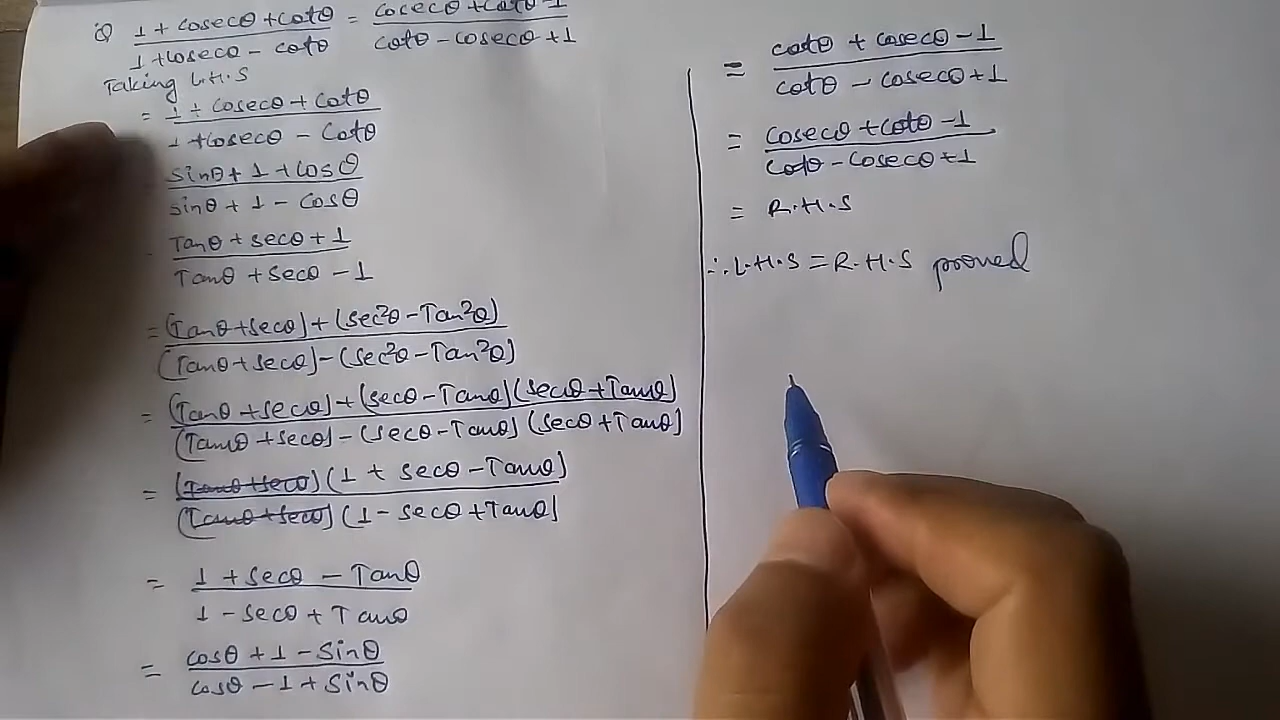 Q 1 + cosecθ + cotθ / 1 + cosecθ - cotθ = cosecθ + cotθ - 1 / cotθ - cosecθ + 1
Taking L.H.S
= 1 + cosecθ + cotθ / 1 + cosecθ - cotθ
sinθ + 1 + cosθ / sinθ + 1 - cosθ
Tanθ + secθ + 1 / Tanθ + secθ - 1
= (Tanθ + secθ) + (sec²θ - Tan²θ) / (Tanθ + secθ) - (sec²θ - Tan²θ)
= (Tanθ + secθ) + (secθ - Tanθ)(secθ + Tanθ) / (Tanθ + secθ) - (secθ - Tanθ)(secθ + Tanθ)
= (Tanθ + secθ)(1 + secθ - Tanθ) / (Tanθ + secθ)(1 - secθ + Tanθ)
= 1 + secθ - Tanθ / 1 - secθ + Tanθ
= cosθ + 1 - sinθ / cosθ - 1 + sinθ
= cotθ + cosecθ - 1 / cotθ - cosecθ + 1
= cosecθ + cotθ - 1 / cotθ - cosecθ + 1
= R.H.S
∴ L.H.S = R.H.S proved